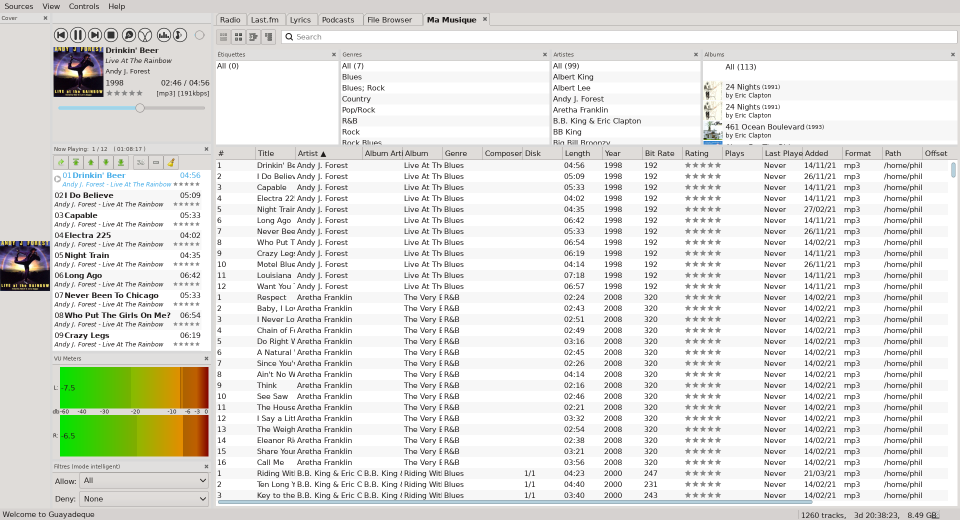 Sources View Controls Help
Cover
Radio Last.fm Lyrics Podcasts File Browser Ma Musique
Search
Drinkin' Beer
Live At The Rainbow
Andy J. Forest
1998 02:46 / 04:56
[mp3] [191kbps]
Now Playing: 1 / 12 ( 01:08:17 )
01 Drinkin' Beer 04:56
Andy J. Forest - Live At The Rainbow
02 I Do Believe 05:09
Andy J. Forest - Live At The Rainbow
03 Capable 05:33
Andy J. Forest - Live At The Rainbow
04 Electra 225 04:02
Andy J. Forest - Live At The Rainbow
05 Night Train 04:35
Andy J. Forest - Live At The Rainbow
06 Long Ago 06:42
Andy J. Forest - Live At The Rainbow
07 Never Been To Chicago 05:33
Andy J. Forest - Live At The Rainbow
08 Who Put The Girls On Me? 06:54
Andy J. Forest - Live At The Rainbow
09 Crazy Legs 06:19
Andy J. Forest - Live At The Rainbow
VU Meters
L: -7.5
db -60 -40 -30 -20 -10 -6 -3 0
R: -6.5
Filtres (mode intelligent)
Allow: All
Deny: None
Étiquettes
All (0)
Genres
All (7)
Blues
Blues; Rock
Country
Pop/Rock
R&B
Rock
Blues Rock
Artistes
All (99)
Albert King
Albert Lee
Andy J. Forest
Aretha Franklin
B.B. King & Eric Clapton
BB King
Big Bill Broonzy
Albums
All (113)
24 Nights (1991)
by Eric Clapton
24 Nights (1991)
by Eric Clapton
461 Ocean Boulevard (1993)
by Eric Clapton
# Title Artist Album Arti Album Genre Composer Disk Length Year Bit Rate Rating Plays Last Playe Added Format Path Offset
1 Drinkin' Be Andy J. Forest Live At Th Blues 04:56 1998 192 Never 14/11/21 mp3 /home/phil
2 I Do Believ Andy J. Forest Live At Th Blues 05:09 1998 192 Never 26/11/21 mp3 /home/phil
3 Capable Andy J. Forest Live At Th Blues 05:33 1998 192 Never 14/11/21 mp3 /home/phil
4 Electra 22 Andy J. Forest Live At Th Blues 04:02 1998 192 Never 14/11/21 mp3 /home/phil
5 Night Trair Andy J. Forest Live At Th Blues 04:35 1998 192 Never 27/02/21 mp3 /home/phil
6 Long Ago Andy J. Forest Live At Th Blues 06:42 1998 192 Never 14/11/21 mp3 /home/phil
7 Never Bee Andy J. Forest Live At Th Blues 05:33 1998 192 Never 26/11/21 mp3 /home/phil
8 Who Put T Andy J. Forest Live At Th Blues 06:54 1998 192 Never 14/02/21 mp3 /home/phil
9 Crazy Leg: Andy J. Forest Live At Th Blues 06:19 1998 192 Never 14/11/21 mp3 /home/phil
10 Motel Blue Andy J. Forest Live At Th Blues 04:14 1998 192 Never 26/11/21 mp3 /home/phil
11 Louisiana Andy J. Forest Live At Th Blues 07:18 1998 192 Never 14/11/21 mp3 /home/phil
12 Want You Andy J. Forest Live At Th Blues 06:57 1998 192 Never 14/11/21 mp3 /home/phil
1 Respect Aretha Franklin The Very E R&B 02:24 2008 320 Never 14/02/21 mp3 /home/phil
2 Baby, I Lo Aretha Franklin The Very E R&B 02:44 2008 320 Never 14/02/21 mp3 /home/phil
3 I Never Lo Aretha Franklin The Very E R&B 02:51 2008 320 Never 14/02/21 mp3 /home/phil
4 Chain of F Aretha Franklin The Very E R&B 02:49 2008 320 Never 14/02/21 mp3 /home/phil
5 Do Right W Aretha Franklin The Very E R&B 03:16 2008 320 Never 14/02/21 mp3 /home/phil
6 A Natural Aretha Franklin The Very E R&B 02:45 2008 320 Never 14/02/21 mp3 /home/phil
7 Since You' Aretha Franklin The Very E R&B 02:26 2008 320 Never 14/02/21 mp3 /home/phil
8 Ain't No W Aretha Franklin The Very E R&B 04:14 2008 320 Never 14/02/21 mp3 /home/phil
9 Think Aretha Franklin The Very E R&B 02:16 2008 320 Never 14/02/21 mp3 /home/phil
10 See Saw Aretha Franklin The Very E R&B 02:46 2008 320 Never 14/02/21 mp3 /home/phil
11 The House Aretha Franklin The Very E R&B 02:21 2008 320 Never 14/02/21 mp3 /home/phil
12 I Say a Litt Aretha Franklin The Very E R&B 03:32 2008 320 Never 14/02/21 mp3 /home/phil
13 The Weigh Aretha Franklin The Very E R&B 02:54 2008 320 Never 14/02/21 mp3 /home/phil
14 Eleanor Ri Aretha Franklin The Very E R&B 02:38 2008 320 Never 14/02/21 mp3 /home/phil
15 Share Your Aretha Franklin The Very E R&B 03:21 2008 320 Never 14/02/21 mp3 /home/phil
16 Call Me Aretha Franklin The Very E R&B 03:56 2008 320 Never 14/02/21 mp3 /home/phil
1 Riding Wit B.B. King & Eric C B.B. King & Riding Wit Blues 1/1 04:23 2000 247 Never 21/03/21 mp3 /home/phil
2 Ten Long Y B.B. King & Eric C B.B. King & Riding Wit Blues 1/1 04:40 2000 231 Never 14/02/21 mp3 /home/phil
3 Key to the B.B. King & Eric C B.B. King & Riding Wit Blues 1/1 03:40 2000 243 Never 14/02/21 mp3 /home/phil
Welcome to Guayadeque 1260 tracks, 3d 20:38:23, 8.49 GB